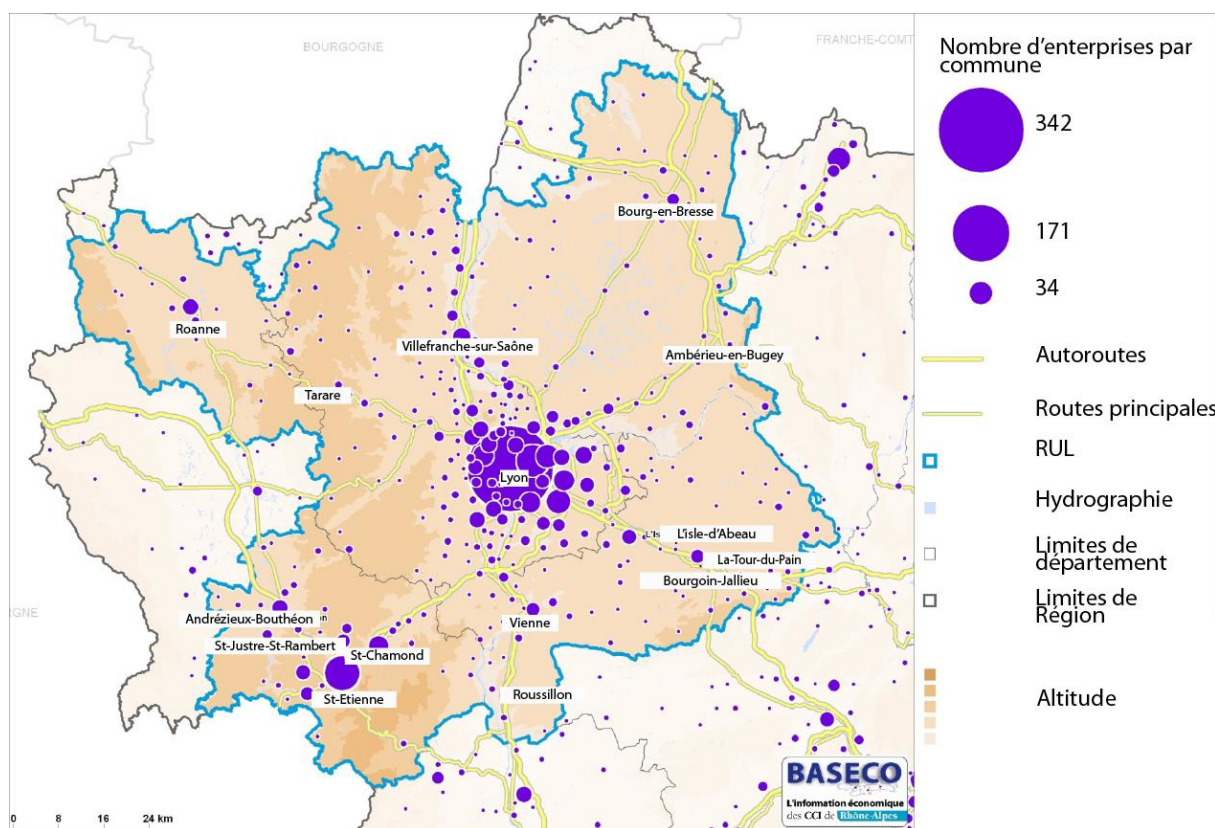 BOURGOGNE
FRANCHE-COMT
Bourg-en-Bresse
Roanne
Villefranche-sur-Saône
Ambérieu-en-Bugey
Tarare
Lyon
L'isle-d'Abeau
La-Tour-du-Pain
Bourgoin-Jallieu
RGNE
Andrézieux-Bouthéon
Vienne
St-Justre-St-Rambert
St-Chamond
St-Etienne
Roussillon
BASECO
L'information économique
des CCI de Rhône-Alpes
0 8 16 24 km
Nombre d'enterprises par
commune
342
171
34
Autoroutes
Routes principales
RUL
Hydrographie
Limites de
département
Limites de
Région
Altitude